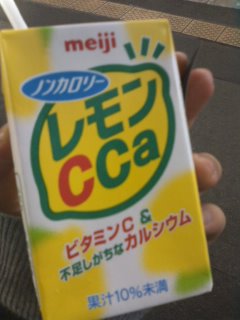 meiji
ノンカロリー
レモン
CCa
ビタミンC &
不足しがちなカルシウム
果汁10%未満